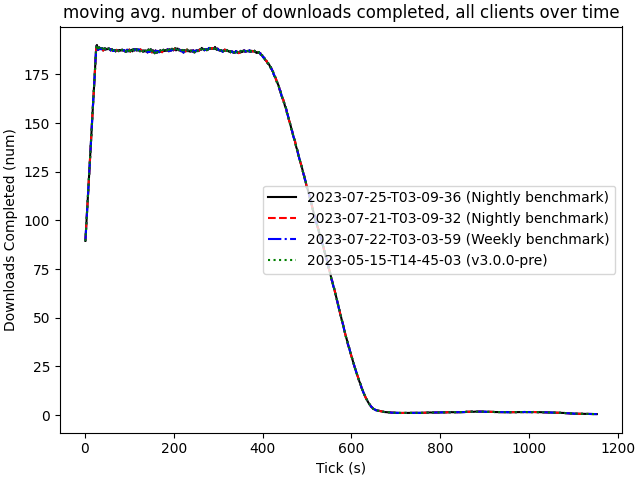 moving avg. number of downloads completed, all clients over time
Downloads Completed (num)
175
150
125
100
75
50
25
0
2023-07-25-T03-09-36 (Nightly benchmark)
2023-07-21-T03-09-32 (Nightly benchmark)
2023-07-22-T03-03-59 (Weekly benchmark)
2023-05-15-T14-45-03 (v3.0.0-pre)
0 200 400 600 800 1000 1200
Tick (s)